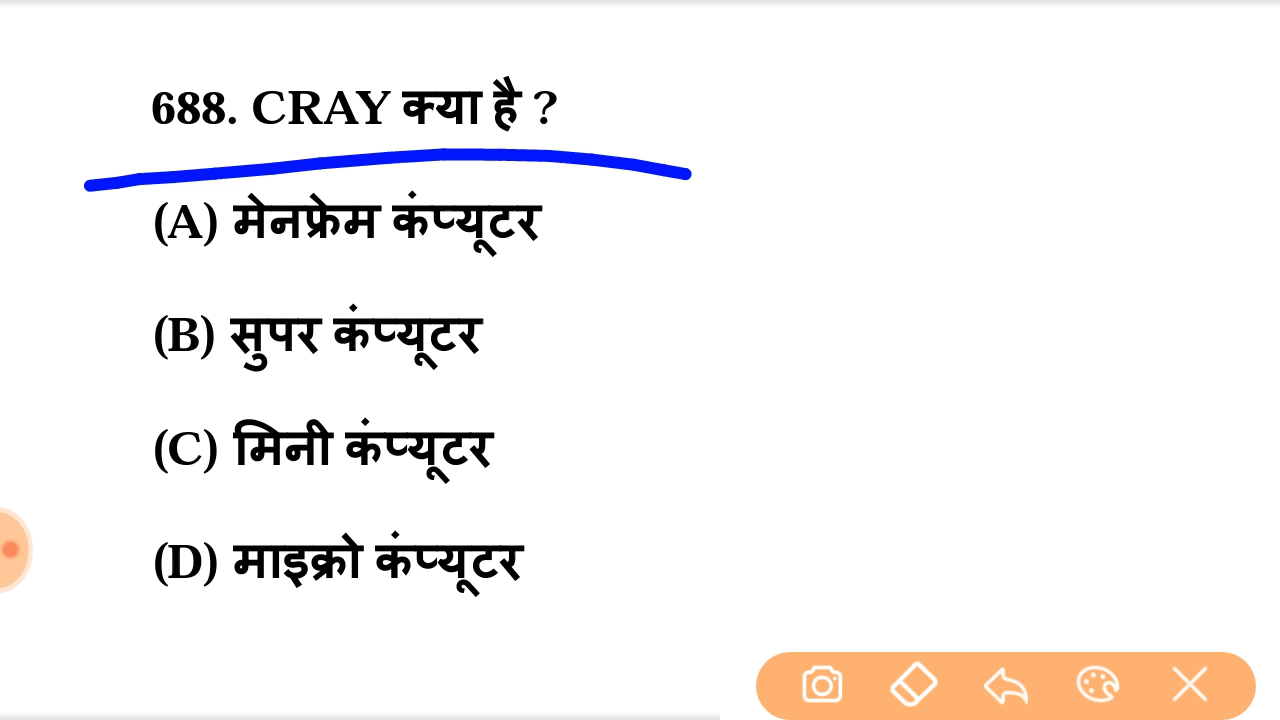 688. CRAY क्या है ?
(A) मेनफ्रेम कंप्यूटर
(B) सुपर कंप्यूटर
(C) मिनी कंप्यूटर
(D) माइक्रो कंप्यूटर